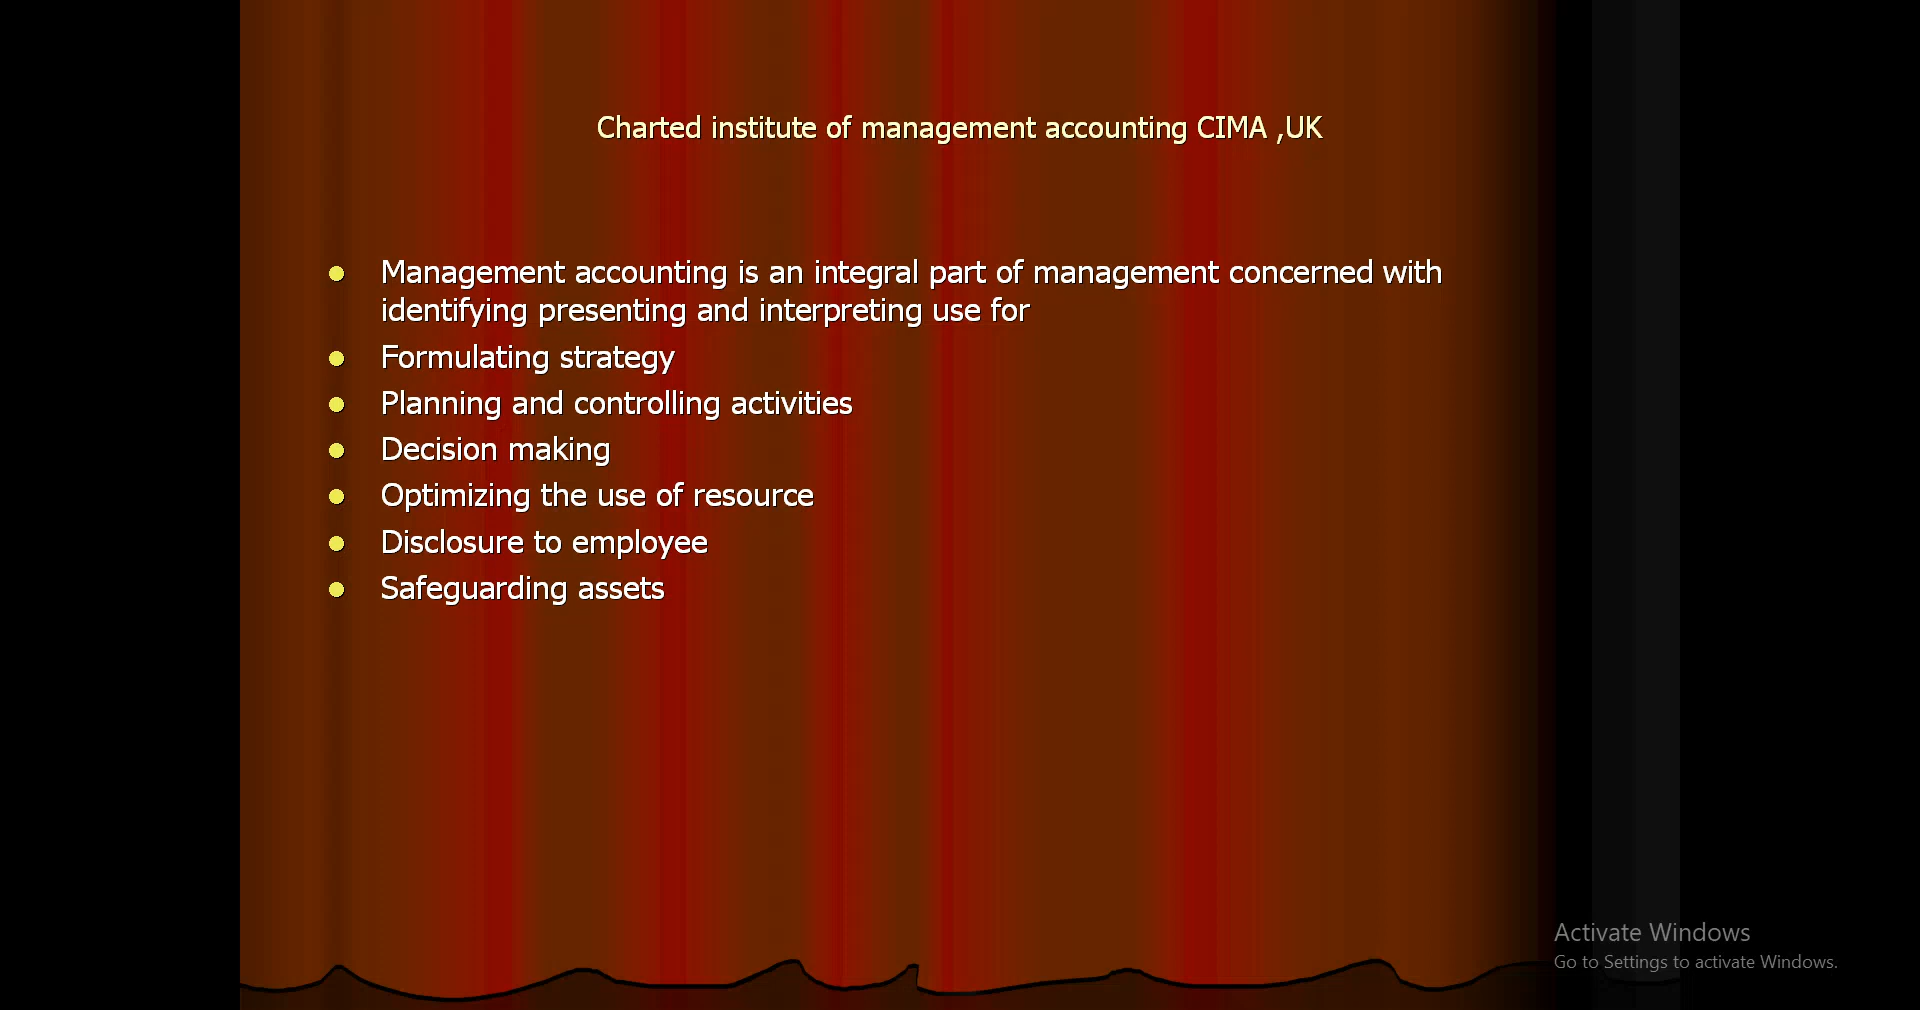 Charted institute of management accounting CIMA ,UK
Management accounting is an integral part of management concerned with
identifying presenting and interpreting use for
Formulating strategy
Planning and controlling activities
Decision making
Optimizing the use of resource
Disclosure to employee
Safeguarding assets
Activate Windows
Go to Settings to activate Windows.